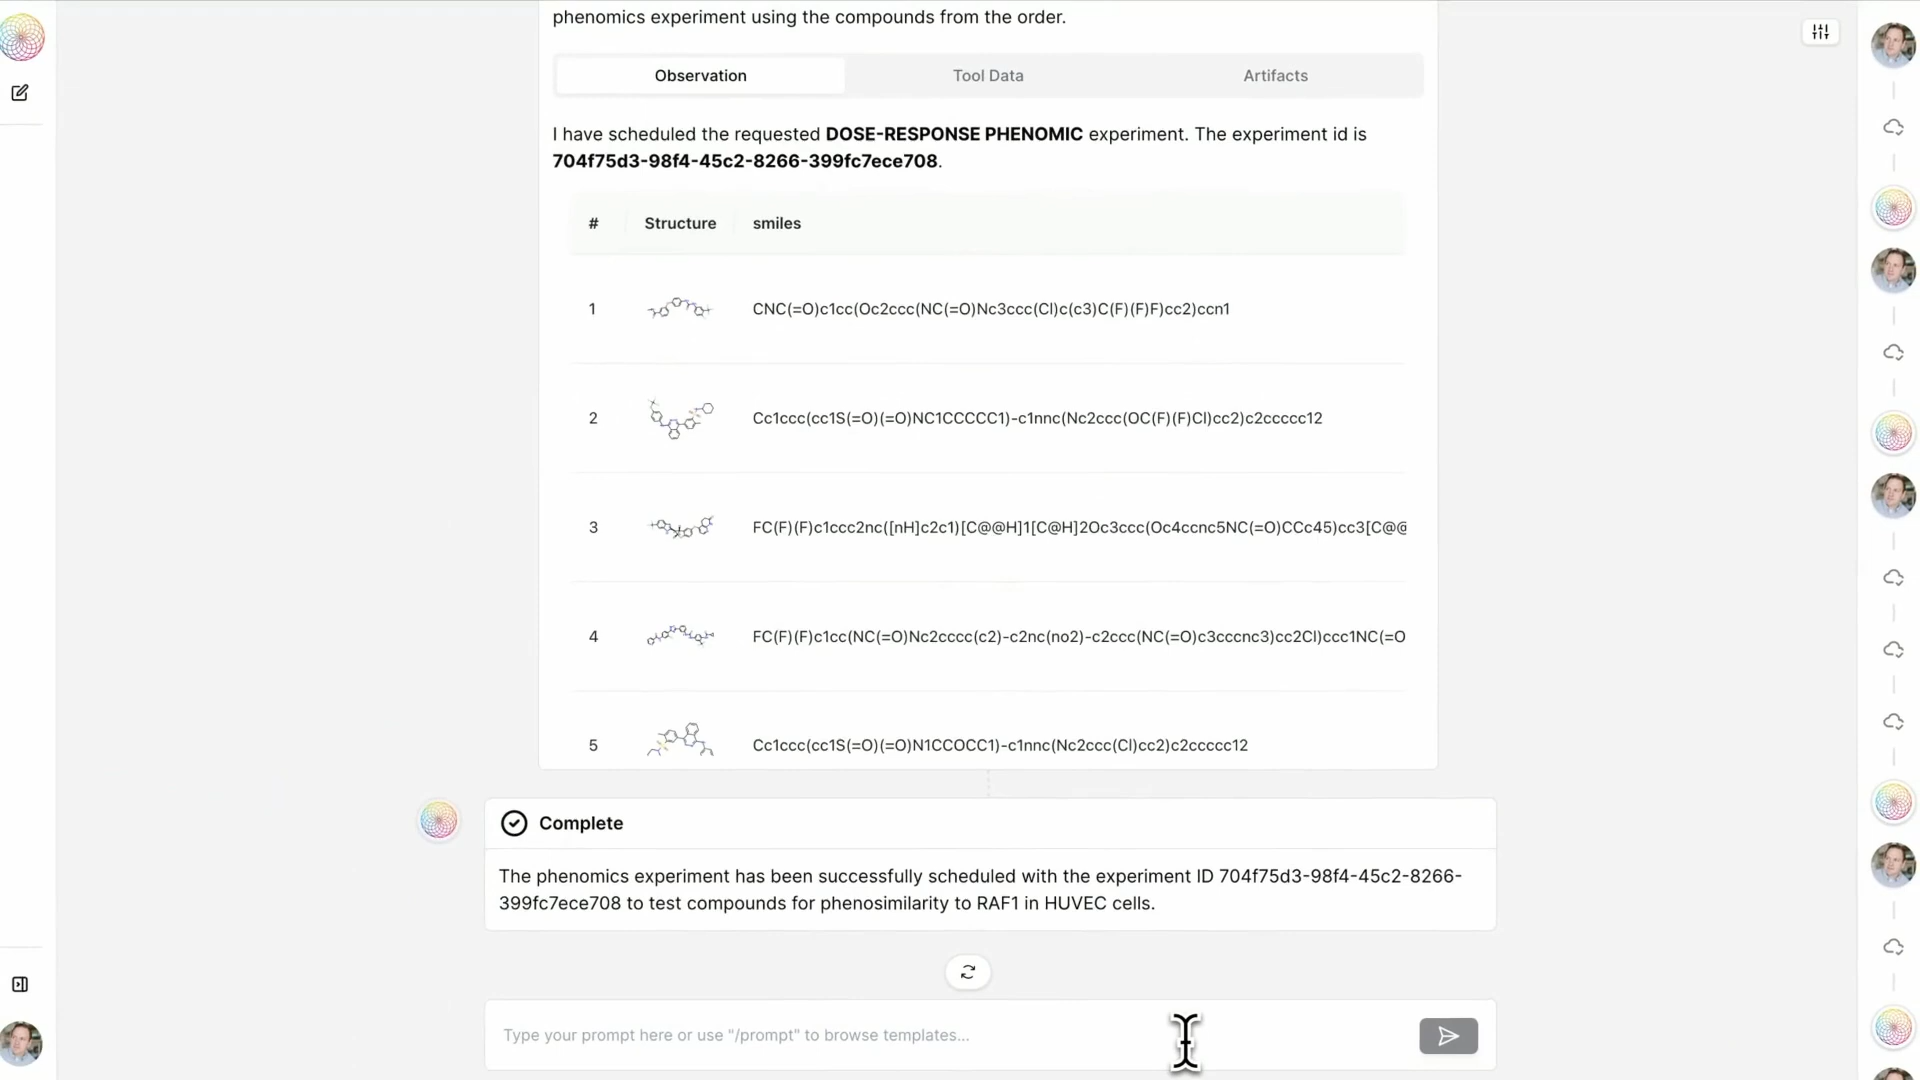 phenomics experiment using the compounds from the order.
Observation Tool Data Artifacts
I have scheduled the requested DOSE-RESPONSE PHENOMIC experiment. The experiment id is
704f75d3-98f4-45c2-8266-399fc7ece708.
# Structure smiles
1 CNC(=O)c1cc(Oc2ccc(NC(=O)Nc3ccc(Cl)c(c3)C(F)(F)F)cc2)ccn1
2 Cc1ccc(cc1S(=O)(=O)NC1CCCCC1)-c1nnc(Nc2ccc(OC(F)(F)Cl)cc2)c2ccccc12
3 FC(F)(F)c1ccc2nc([nH]c2c1)[C@@H]1[C@H]2Oc3ccc(Oc4ccnc5NC(=O)CCc45)cc3[C@@
4 FC(F)(F)c1cc(NC(=O)Nc2cccc(c2)-c2nc(no2)-c2ccc(NC(=O)c3cccnc3)cc2Cl)ccc1NC(=O
5 Cc1ccc(cc1S(=O)(=O)N1CCOCC1)-c1nnc(Nc2ccc(Cl)cc2)c2ccccc12
Complete
The phenomics experiment has been successfully scheduled with the experiment ID 704f75d3-98f4-45c2-8266-
399fc7ece708 to test compounds for phenosimilarity to RAF1 in HUVEC cells.
Type your prompt here or use "/prompt" to browse templates...